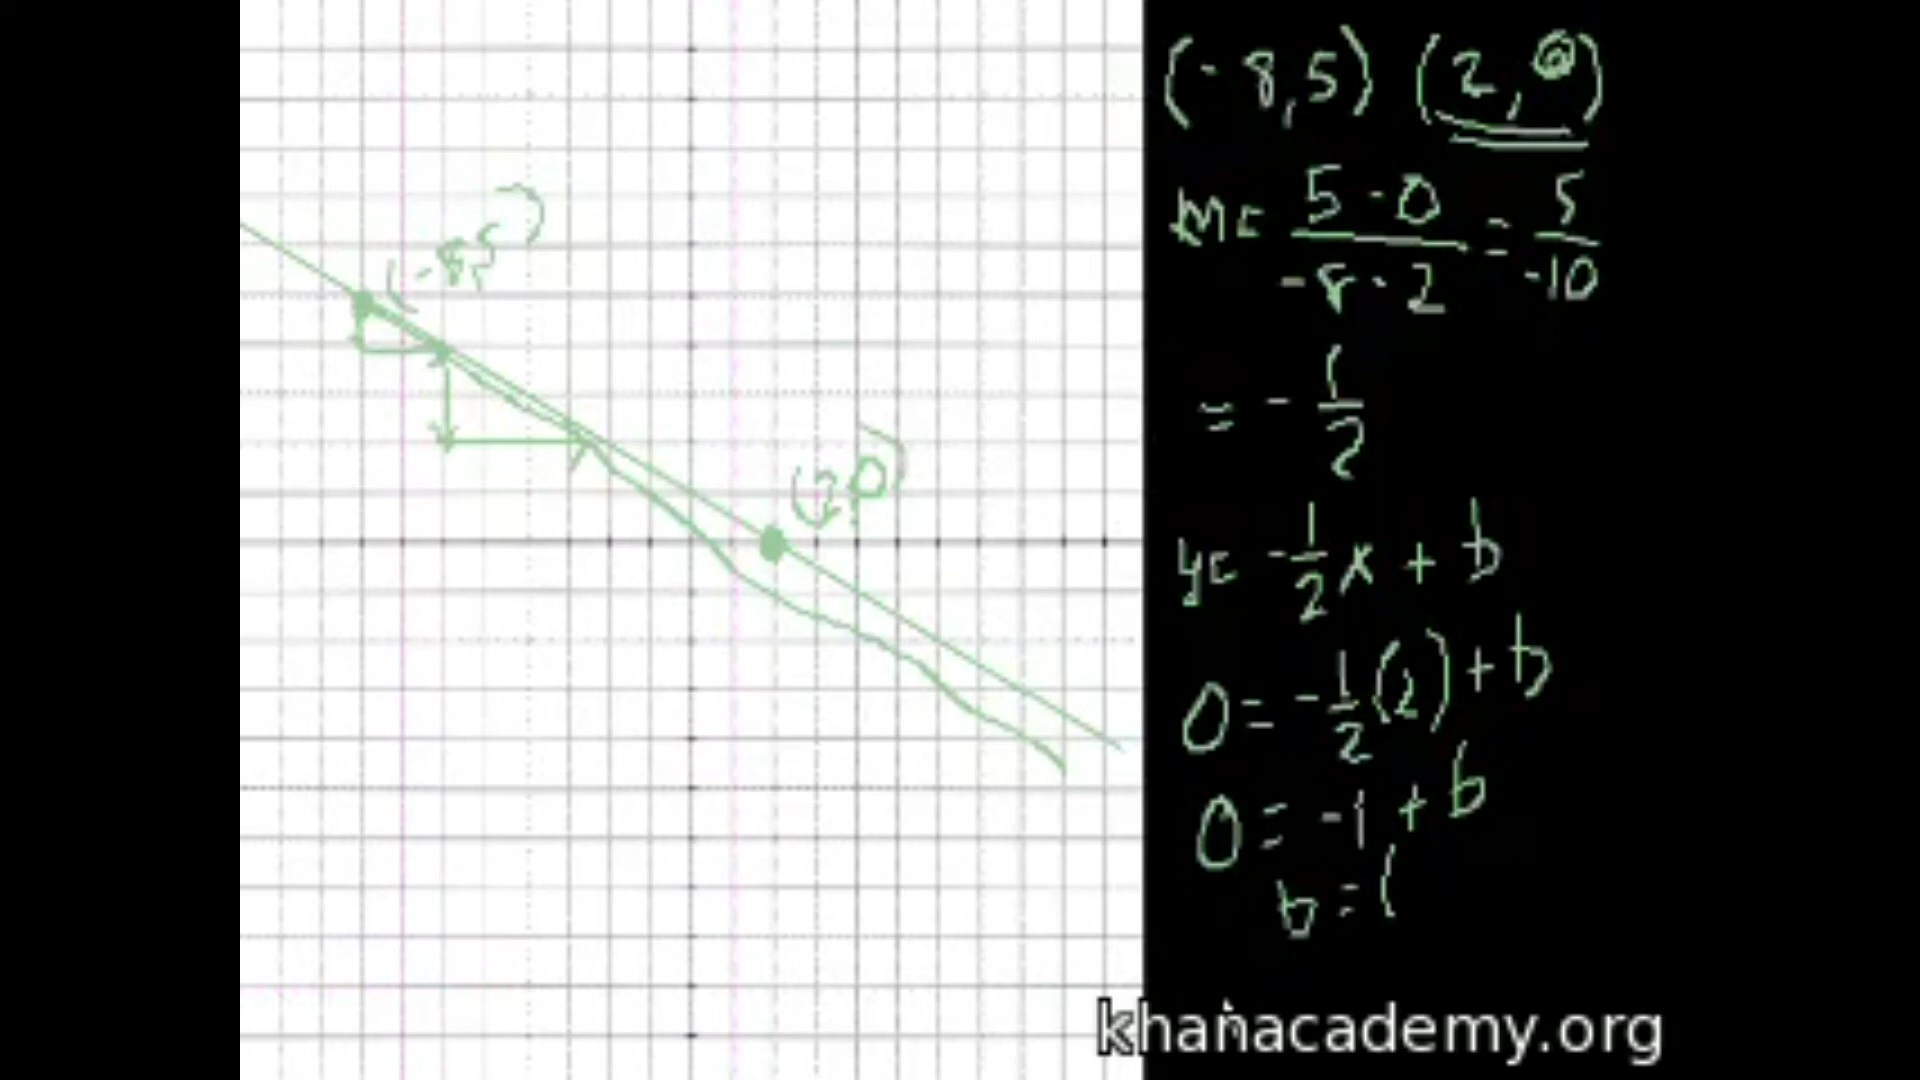 (-8,5) (2,0)
m= 5-0/-8-2 = 5/-10
= -1/2
y= -1/2x + b
0= -1/2(2)+b
0= -1+b
b=1
(-8,5)
(2,0)
khanacademy.org